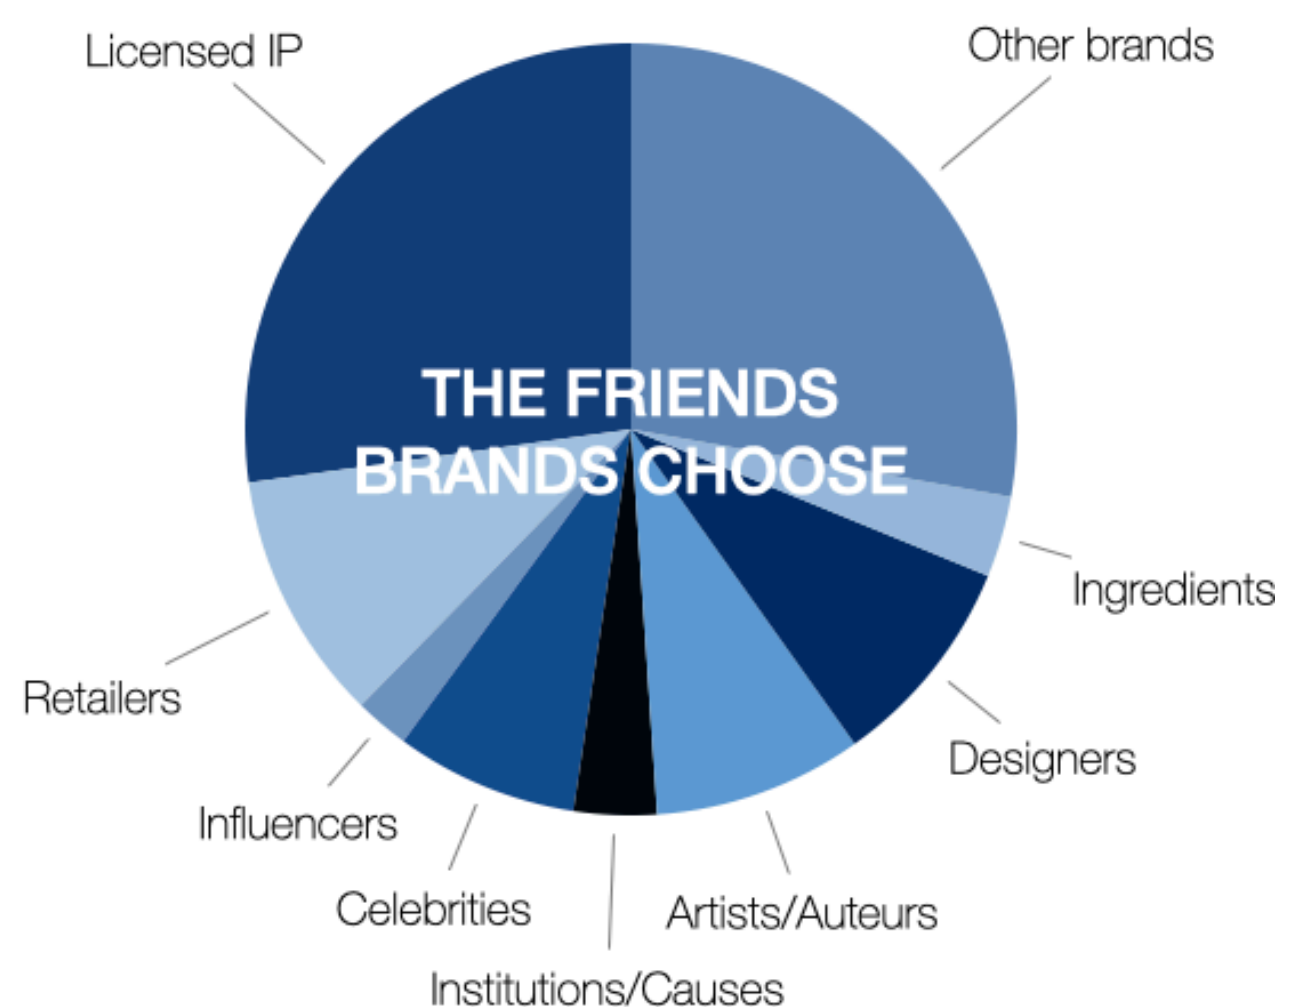 Licensed IP
Other brands
THE FRIENDS
BRANDS CHOOSE
Ingredients
Retailers
Designers
Influencers
Celebrities
Artists/Auteurs
Institutions/Causes